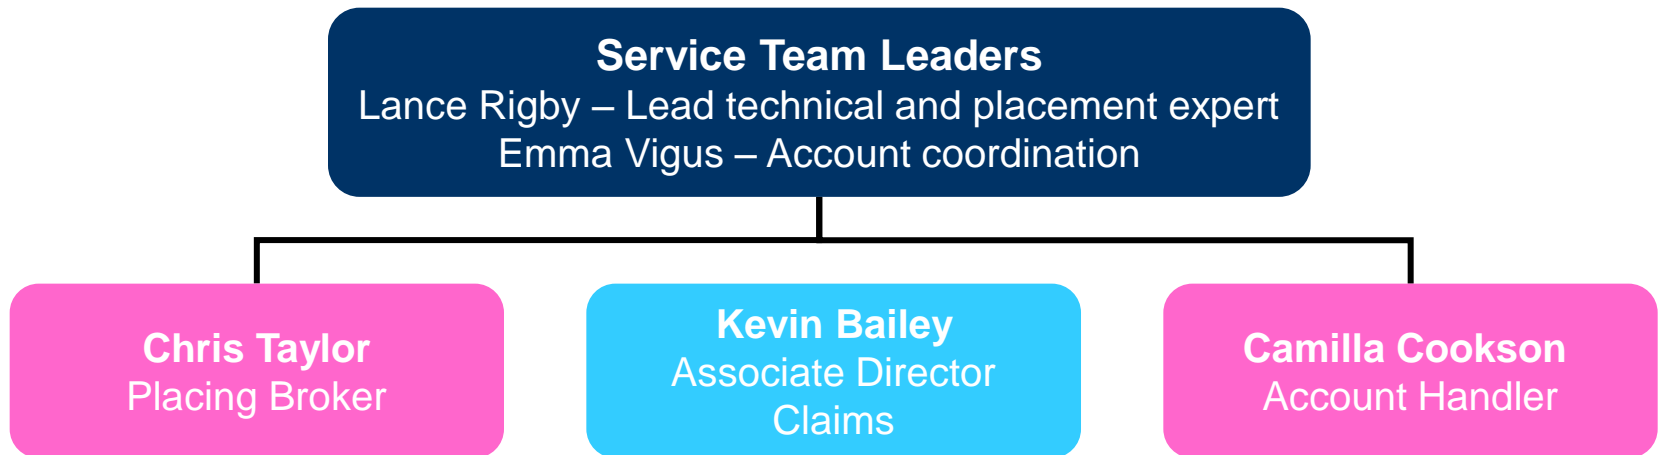 Service Team Leaders
Lance Rigby – Lead technical and placement expert
Emma Vigus – Account coordination
Chris Taylor
Placing Broker
Kevin Bailey
Associate Director
Claims
Camilla Cookson
Account Handler